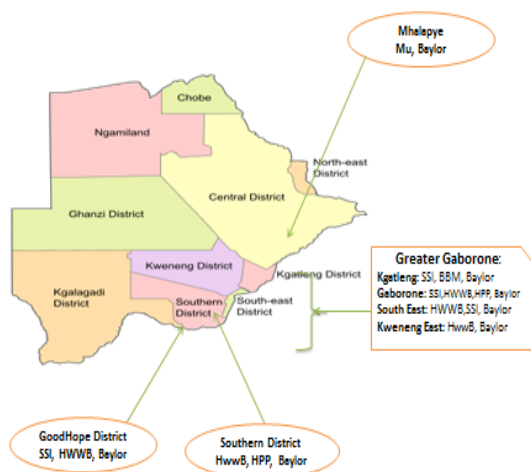 Mhalapye
Mu, Baylor
Chobe
Ngamiland
North-east
District
Central District
Ghanzi District
Kweneng District
Kgatleng District
Kgalagadi
District
Southern
District
South-east
District
Greater Gaborone:
Kgatleng: SSI, BBM, Baylor
Gaborone: SSI,HWWB,HPP, Baylor
South East: HWWB,SSI, Baylor
Kweneng East: HwwB, Baylor
GoodHope District
SSI, HWWB, Baylor
Southern District
HwwB, HPP, Baylor